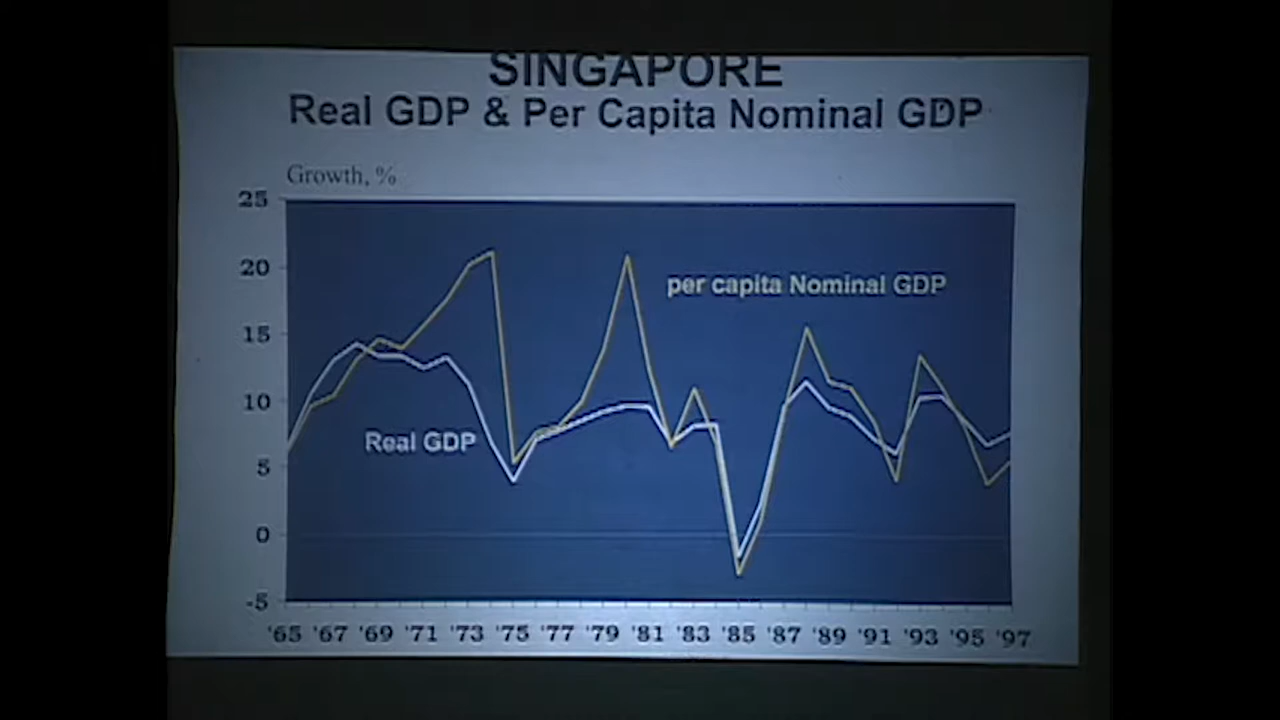 SINGAPORE
Real GDP & Per Capita Nominal GDP
Growth, %
25
20
15
10
5
0
-5
per capita Nominal GDP
Real GDP
'65 '67 '69 '71 '73 '75 '77 '79 '81 '83 '85 '87 '89 '91 '93 '95 '97